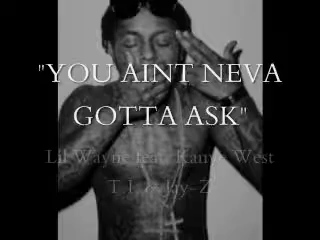 "YOU AINT NEVA
GOTTA ASK"
Lil Wayne feat. Kanye West
T.I. & Jay-Z